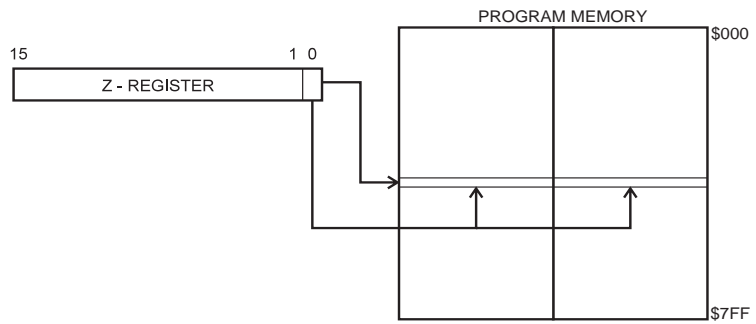 PROGRAM MEMORY
$000
15 1 0
Z - REGISTER
$7FF